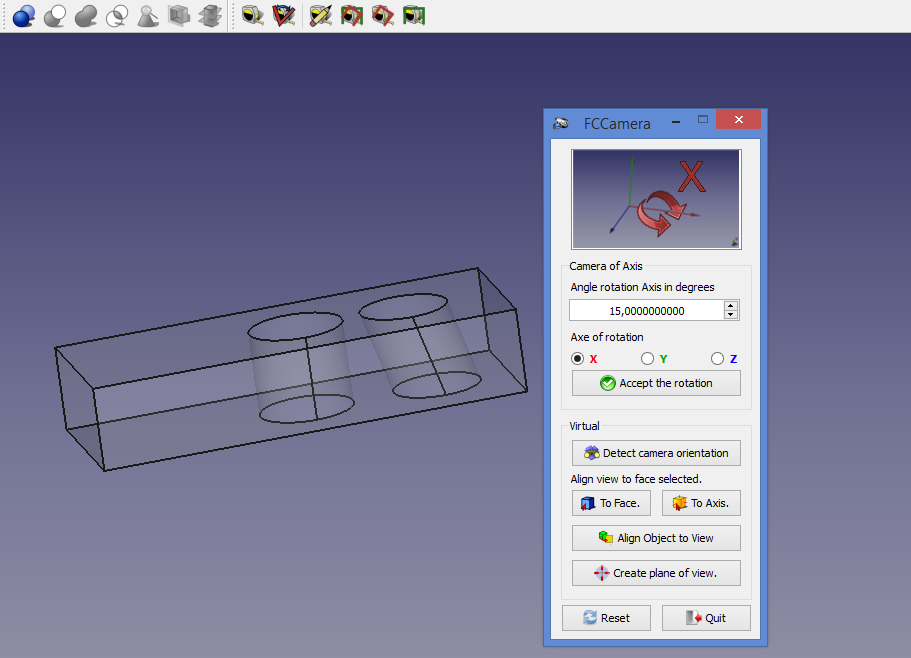 FCCamera
X
Camera of Axis
Angle rotation Axis in degrees
15,0000000000
Axe of rotation
X Y Z
Accept the rotation
Virtual
Detect camera orientation
Align view to face selected.
To Face. To Axis.
Align Object to View
Create plane of view.
Reset Quit